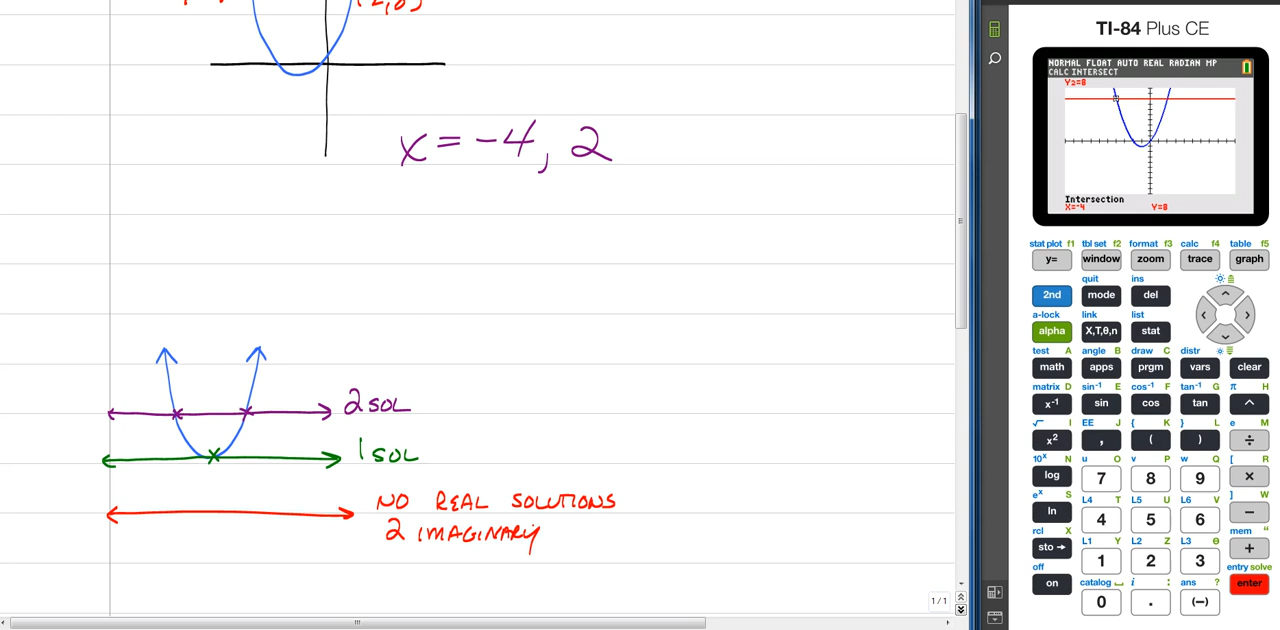 x = -4, 2
2 SOL
1 SOL
NO REAL SOLUTIONS
2 IMAGINARY
1 / 1
TI-84 Plus CE
NORMAL FLOAT AUTO REAL RADIAN MP
CALC INTERSECT
Y2=8
Intersection
X=-4 Y=8
stat plot f1 tbl set f2 format f3 calc f4 table f5
y= window zoom trace graph
quit ins
2nd mode del
a-lock link list
alpha X,T,θ,n stat
test A angle B draw C distr
math apps prgm vars clear
matrix D sin⁻¹ E cos⁻¹ F tan⁻¹ G π H
x⁻¹ sin cos tan ^
√ I EE J { K } L e M
x² , ( ) ÷
10ˣ N u O v P w Q [ R
log 7 8 9 ×
eˣ S L4 T L5 U L6 V ] W
ln 4 5 6 −
rcl X L1 Y L2 Z L3 θ mem "
sto → 1 2 3 +
off catalog i : ans ? entry solve
on 0 . (−) enter